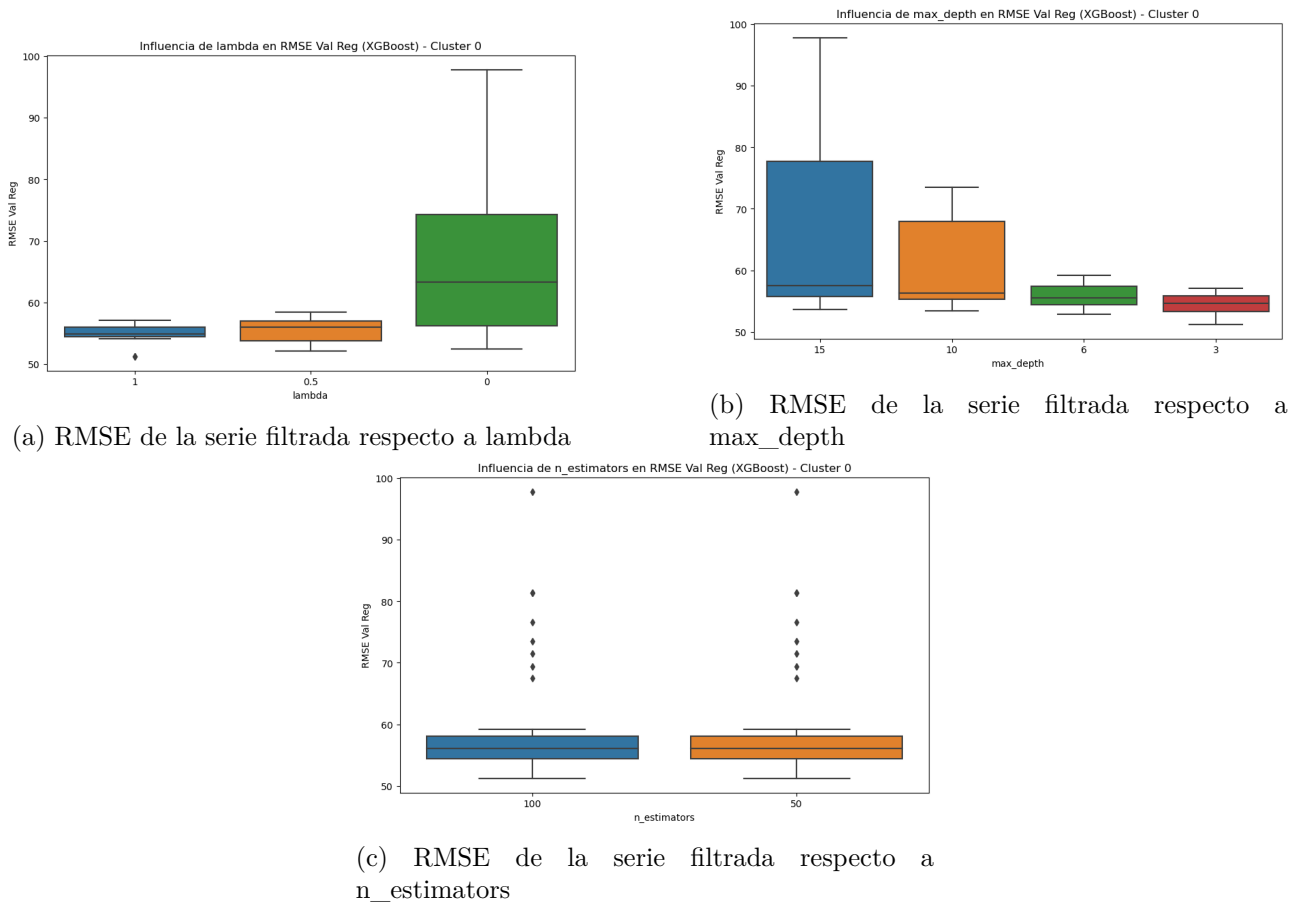 Influencia de lambda en RMSE Val Reg (XGBoost) - Cluster 0
100
90
80
70
60
50
RMSE Val Reg
1
0.5
0
lambda
(a) RMSE de la serie filtrada respecto a lambda
Influencia de max_depth en RMSE Val Reg (XGBoost) - Cluster 0
100
90
80
70
60
50
RMSE Val Reg
15
10
6
3
max_depth
(b) RMSE de la serie filtrada respecto a
max_depth
Influencia de n_estimators en RMSE Val Reg (XGBoost) - Cluster 0
100
90
80
70
60
50
RMSE Val Reg
100
50
n_estimators
(c) RMSE de la serie filtrada respecto a
n_estimators